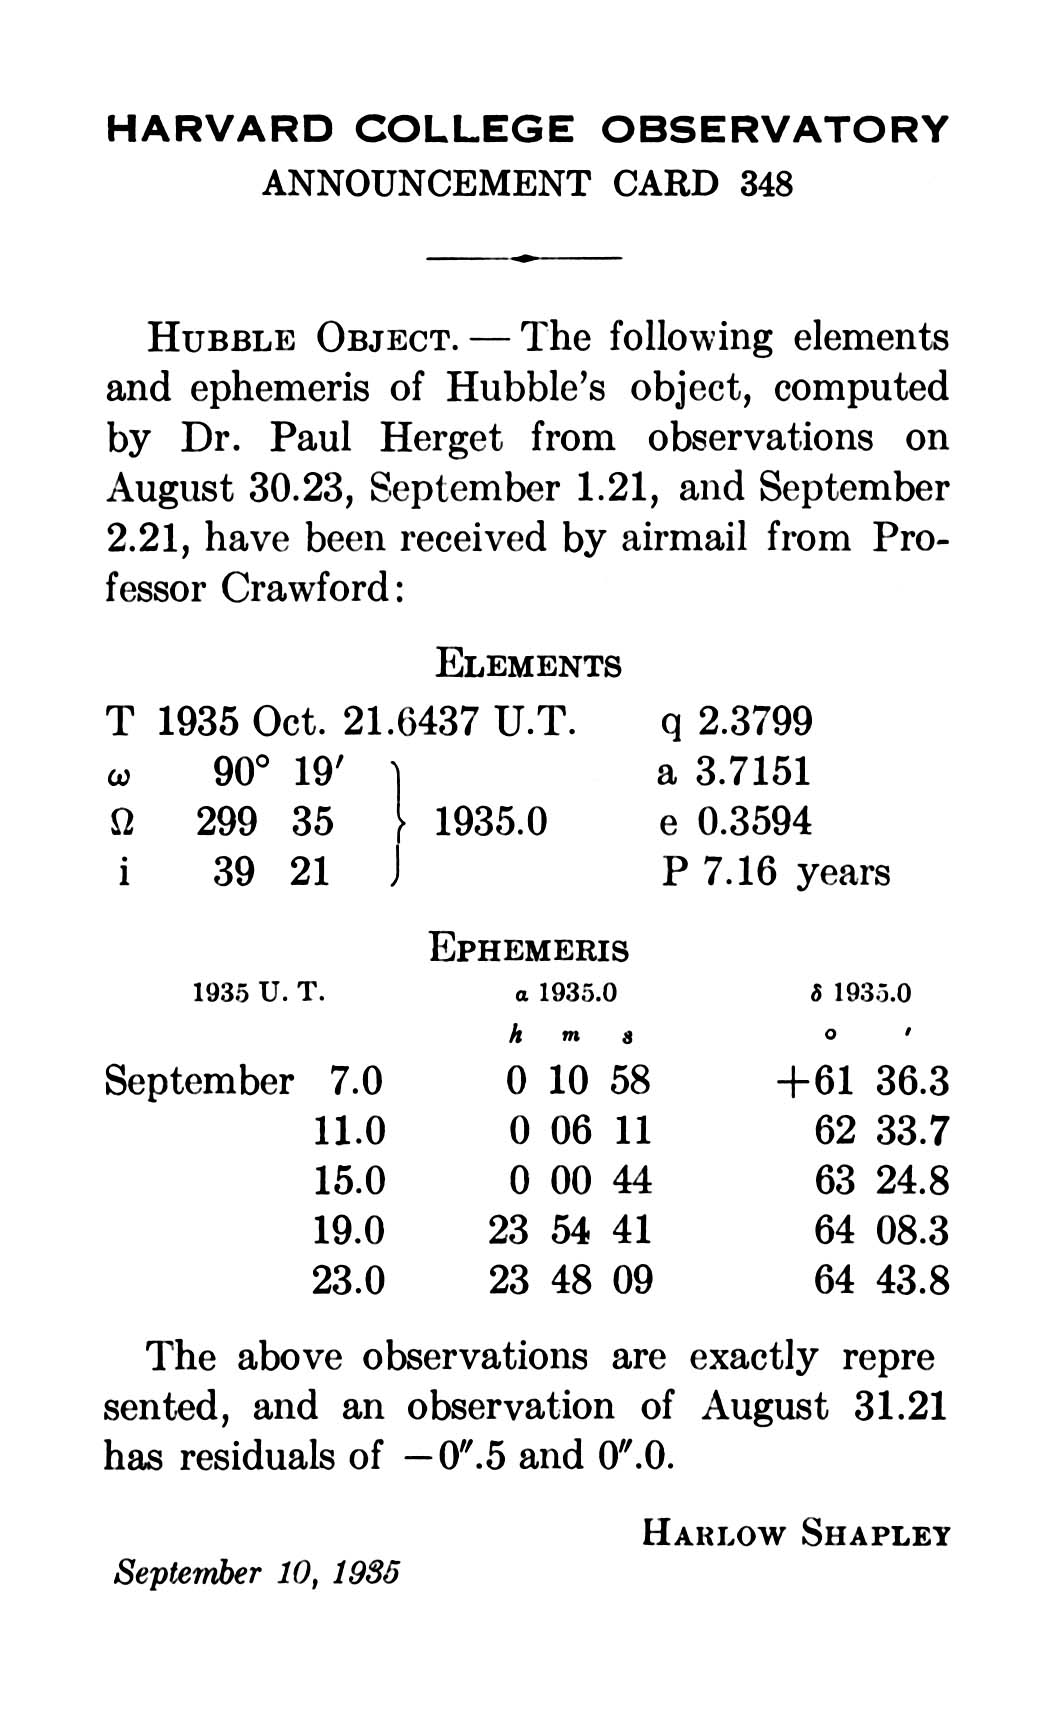 HARVARD COLLEGE OBSERVATORY
ANNOUNCEMENT CARD 348
HUBBLE OBJECT. — The following elements
and ephemeris of Hubble's object, computed
by Dr. Paul Herget from observations on
August 30.23, September 1.21, and September
2.21, have been received by airmail from Pro-
fessor Crawford:
ELEMENTS
T 1935 Oct. 21.6437 U.T. q 2.3799
ω 90° 19′ a 3.7151
Ω 299 35 } 1935.0 e 0.3594
i 39 21 P 7.16 years
EPHEMERIS
1935 U. T. α 1935.0 δ 1935.0
h m s ° ′
September 7.0 0 10 58 +61 36.3
11.0 0 06 11 62 33.7
15.0 0 00 44 63 24.8
19.0 23 54 41 64 08.3
23.0 23 48 09 64 43.8
The above observations are exactly repre
sented, and an observation of August 31.21
has residuals of —0″.5 and 0″.0.
HARLOW SHAPLEY
September 10, 1935